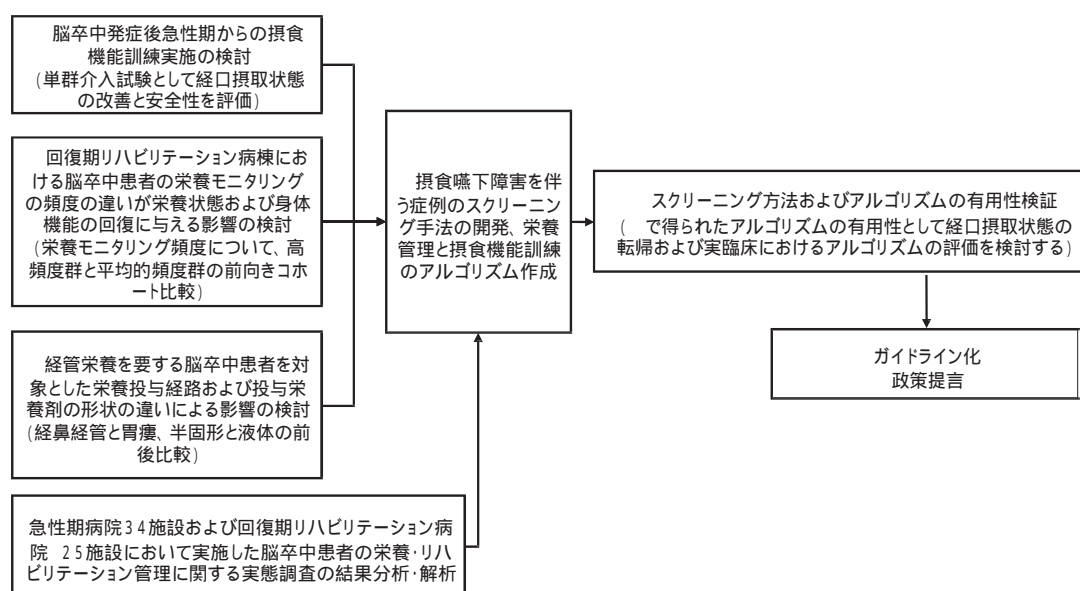 脳卒中発症後急性期からの摂食
機能訓練実施の検討
(単群介入試験として経口摂取状態
の改善と安全性を評価)
回復期リハビリテーション病棟にお
ける脳卒中患者の栄養モニタリング
の頻度の違いが栄養状態および身体
機能の回復に与える影響の検討
(栄養モニタリング頻度について、高
頻度群と平均的頻度群の前向きコホ
ート比較)
経管栄養を要する脳卒中患者を対
象とした栄養投与経路および投与栄
養剤の形状の違いによる影響の検討
(経鼻経管と胃瘻、半固形と液体の前
後比較)
急性期病院34施設および回復期リハビリテーション病
院 25施設において実施した脳卒中患者の栄養・リハ
ビリテーション管理に関する実態調査の結果分析・解析
摂食嚥下障害を伴
う症例のスクリーニン
グ手法の開発、栄養
管理と摂食機能訓練
のアルゴリズム作成
スクリーニング方法およびアルゴリズムの有用性検証
( で得られたアルゴリズムの有用性として経口摂取状態の
転帰および実臨床におけるアルゴリズムの評価を検討する)
ガイドライン化
政策提言